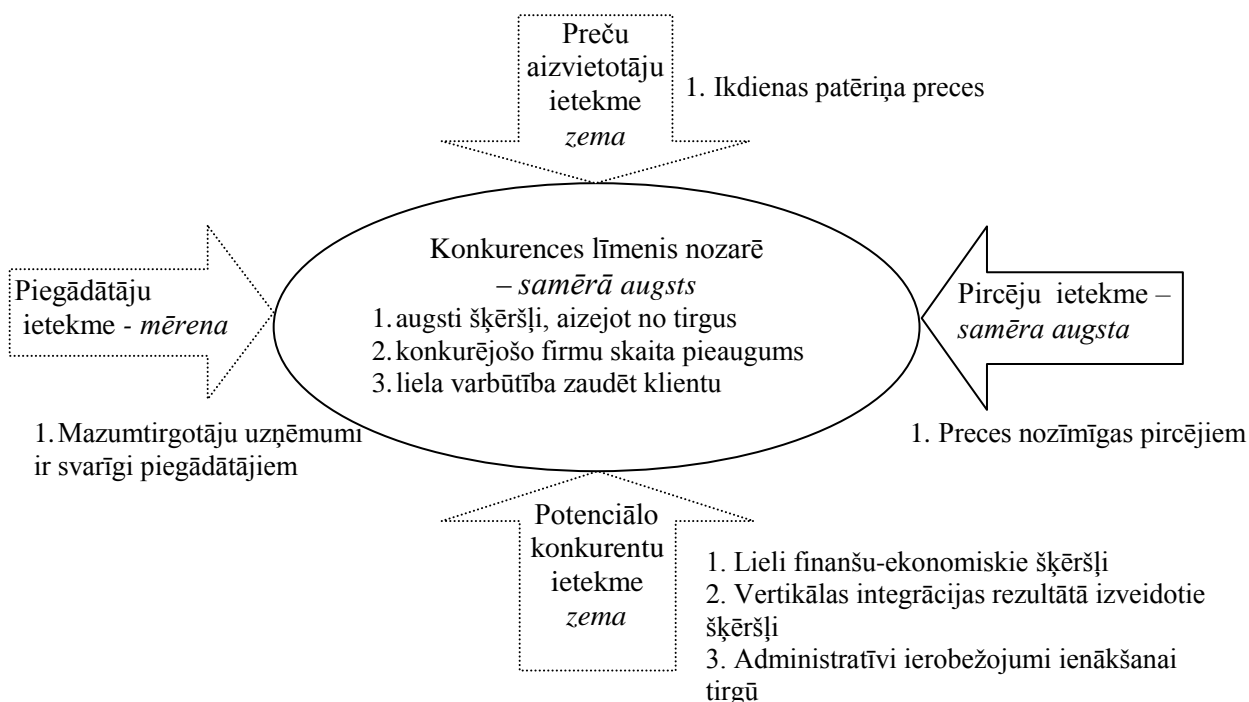 Preču
aizvietotāju
ietekme
zema
1. Ikdienas patēriņa preces
Konkurences līmenis nozarē
– samērā augsts
1. augsti šķēršļi, aizejot no tirgus
2. konkurējošo firmu skaita pieaugums
3. liela varbūtība zaudēt klientu
Piegādātāju
ietekme - mērena
1. Mazumtirgotāju uzņēmumi
ir svarīgi piegādātājiem
Pircēju ietekme –
samēra augsta
1. Preces nozīmīgas pircējiem
Potenciālo
konkurentu
ietekme
zema
1. Lieli finanšu-ekonomiskie šķēršļi
2. Vertikālas integrācijas rezultātā izveidotie
šķēršļi
3. Administratīvi ierobežojumi ienākšanai
tirgū